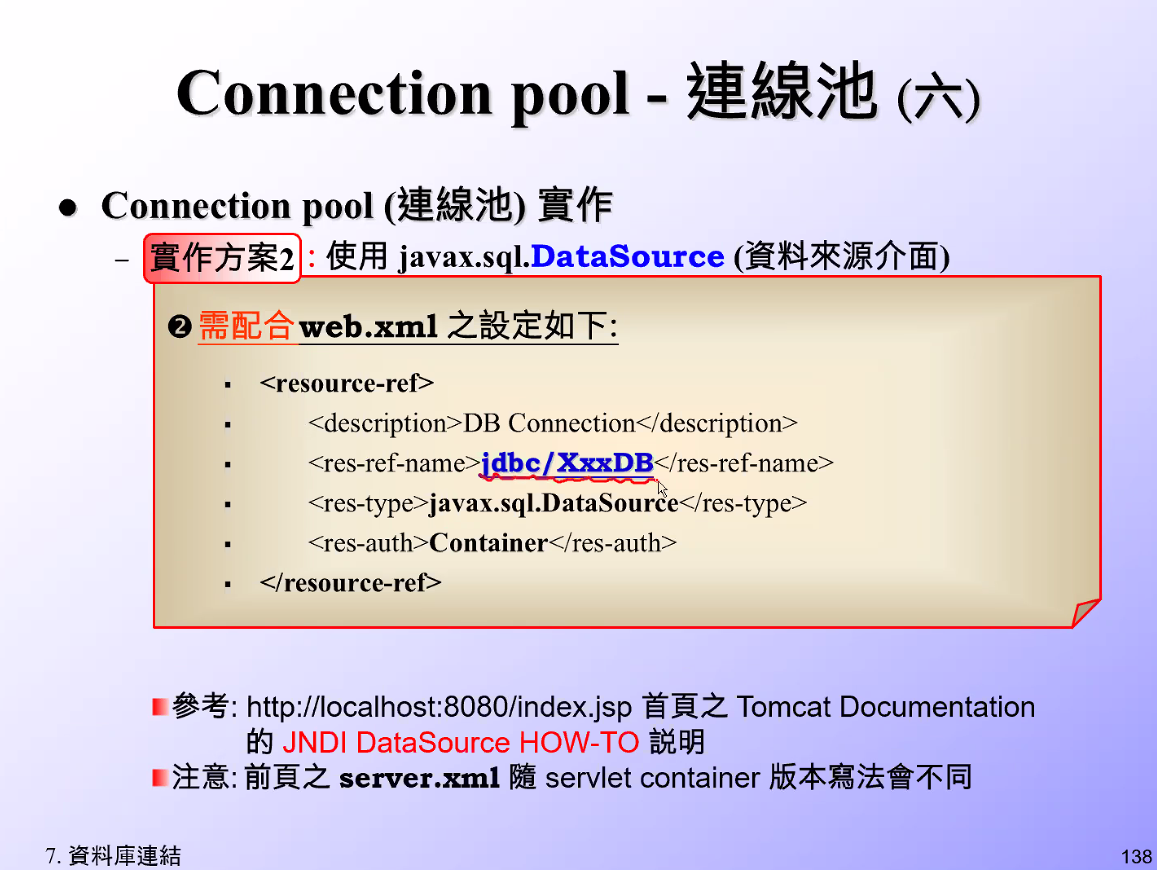 Connection pool - 連線池 (六)
● Connection pool (連線池) 實作
– 實作方案2 : 使用 javax.sql.DataSource (資料來源介面)
❷ 需配合web.xml 之設定如下:
▪ <resource-ref>
▪ <description>DB Connection</description>
▪ <res-ref-name>jdbc/XxxDB</res-ref-name>
▪ <res-type>javax.sql.DataSource</res-type>
▪ <res-auth>Container</res-auth>
▪ </resource-ref>
參考: http://localhost:8080/index.jsp 首頁之 Tomcat Documentation
的 JNDI DataSource HOW-TO 説明
注意: 前頁之 server.xml 隨 servlet container 版本寫法會不同
7. 資料庫連結
138